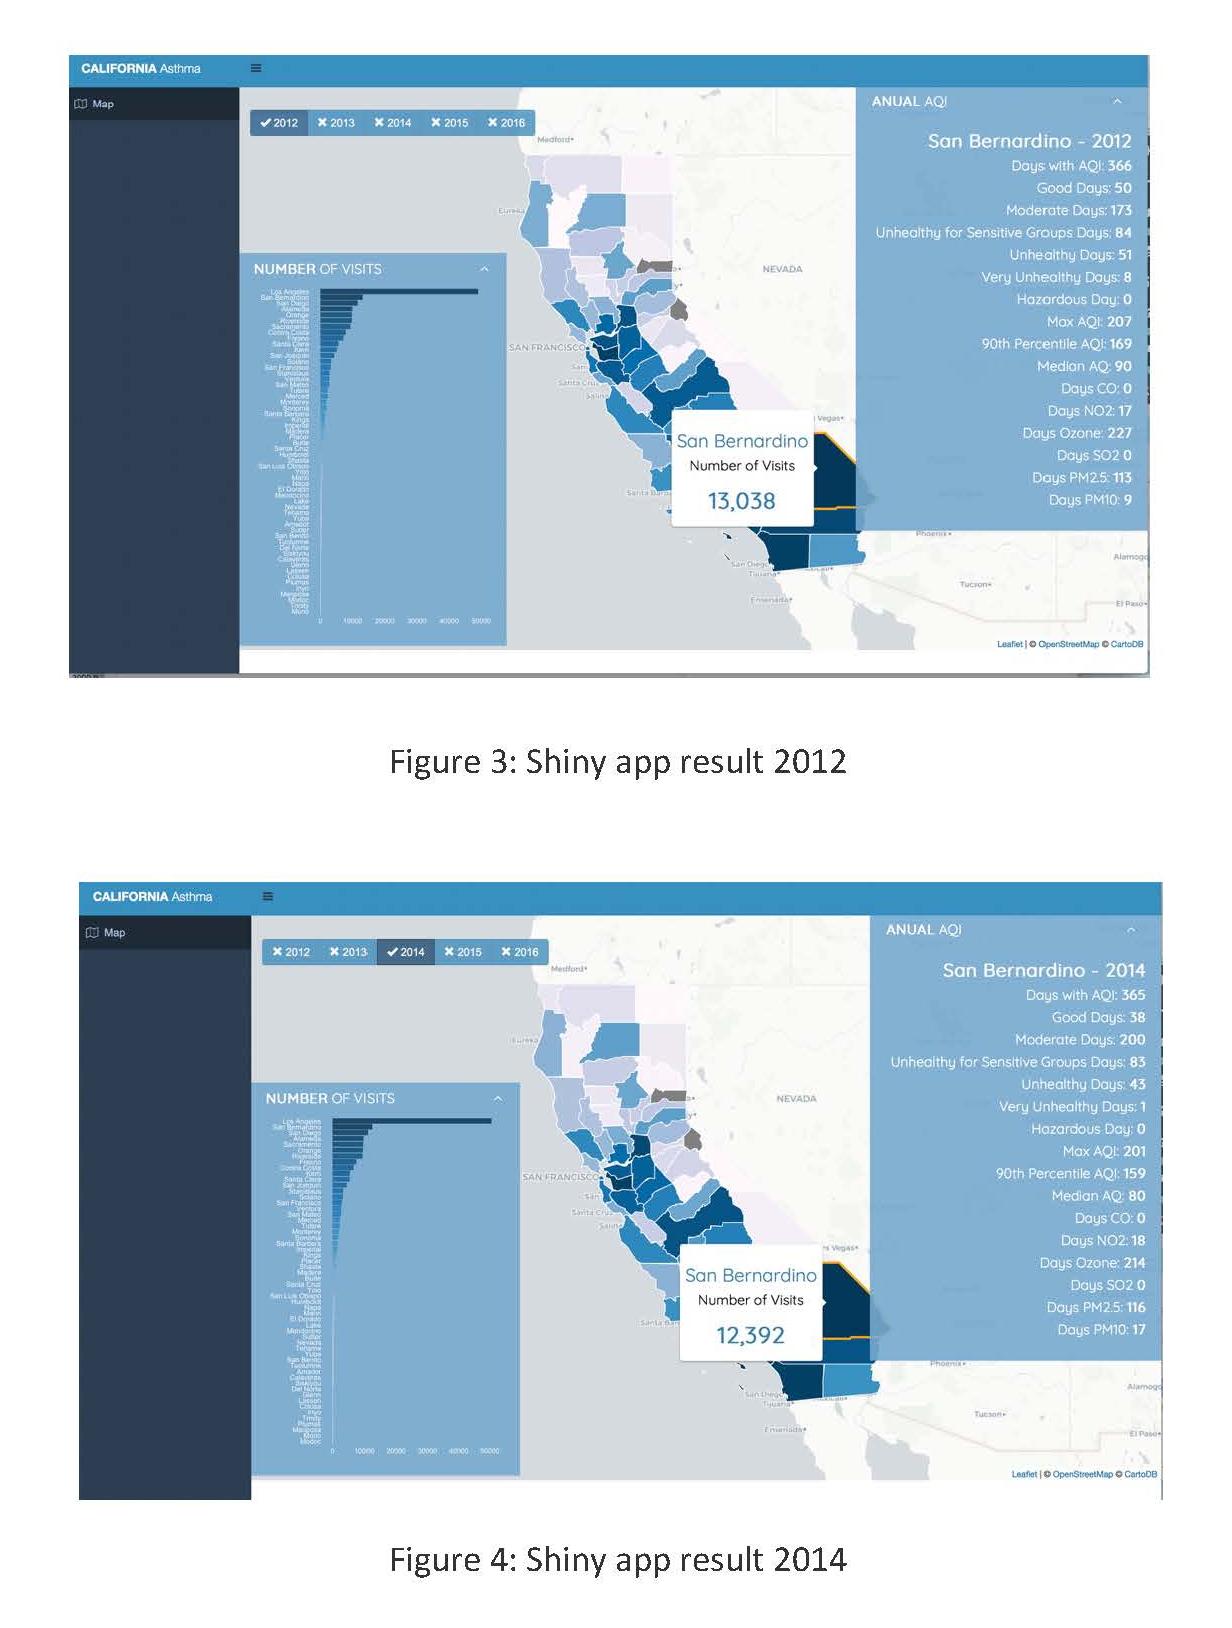 CALIFORNIA Asthma
Map
2012 2013 2014 2015 2016
NUMBER OF VISITS
Los Angeles
San Bernardino
San Diego
Alameda
Orange
Riverside
Sacramento
Contra Costa
Fresno
Santa Clara
Kern
San Joaquin
Solano
San Francisco
Stanislaus
Ventura
San Mateo
Tulare
Merced
Monterey
Sonoma
Santa Barbara
Kings
Imperial
Madera
Placer
Butte
Santa Cruz
Humboldt
Shasta
San Luis Obispo
Yolo
Marin
Napa
El Dorado
Mendocino
Lake
Nevada
Tehama
Yuba
Amador
Sutter
San Benito
Tuolumne
Del Norte
Siskiyou
Calaveras
Glenn
Lassen
Colusa
Plumas
Inyo
Mariposa
Modoc
Trinity
Mono
0 10000 20000 30000 40000 50000
Medford
Eureka
NEVADA
SAN FRANCISCO
San
Santa Cruz
Salinas
Vegas
Santa Barb
San Bernardino
Number of Visits
13,038
San Diego
Tijuana
Ensenada
Phoenix
Tucson
Alamogo
El Paso
Leaflet | © OpenStreetMap © CartoDB
ANUAL AQI
San Bernardino - 2012
Days with AQI: 366
Good Days: 50
Moderate Days: 173
Unhealthy for Sensitive Groups Days: 84
Unhealthy Days: 51
Very Unhealthy Days: 8
Hazardous Day: 0
Max AQI: 207
90th Percentile AQI: 169
Median AQ: 90
Days CO: 0
Days NO2: 17
Days Ozone: 227
Days SO2 0
Days PM2.5: 113
Days PM10: 9
Figure 3: Shiny app result 2012
CALIFORNIA Asthma
Map
2012 2013 2014 2015 2016
NUMBER OF VISITS
Los Angeles
San Bernardino
San Diego
Alameda
Sacramento
Orange
Riverside
Fresno
Contra Costa
Kern
Santa Clara
San Joaquin
Stanislaus
Solano
San Francisco
Ventura
San Mateo
Merced
Tulare
Monterey
Sonoma
Santa Barbara
Imperial
Kings
Placer
Shasta
Madera
Butte
Santa Cruz
Yolo
San Luis Obispo
Humboldt
Napa
Marin
El Dorado
Lake
Mendocino
Sutter
Nevada
Tehama
Yuba
San Benito
Tuolumne
Amador
Calaveras
Siskiyou
Del Norte
Glenn
Lassen
Colusa
Inyo
Trinity
Plumas
Mariposa
Mono
Modoc
0 10000 20000 30000 40000 50000
Medford
Eureka
NEVADA
SAN FRANCISCO
San
Santa Cruz
Salina
s Vegas
Santa Bar
San Bernardino
Number of Visits
12,392
San Diego
Tijuana
Mexicali
Ensenada
Phoenix
Tucson
Alamogo
El Paso
Leaflet | © OpenStreetMap © CartoDB
ANUAL AQI
San Bernardino - 2014
Days with AQI: 365
Good Days: 38
Moderate Days: 200
Unhealthy for Sensitive Groups Days: 83
Unhealthy Days: 43
Very Unhealthy Days: 1
Hazardous Day: 0
Max AQI: 201
90th Percentile AQI: 159
Median AQ: 80
Days CO: 0
Days NO2: 18
Days Ozone: 214
Days SO2 0
Days PM2.5: 116
Days PM10: 17
Figure 4: Shiny app result 2014